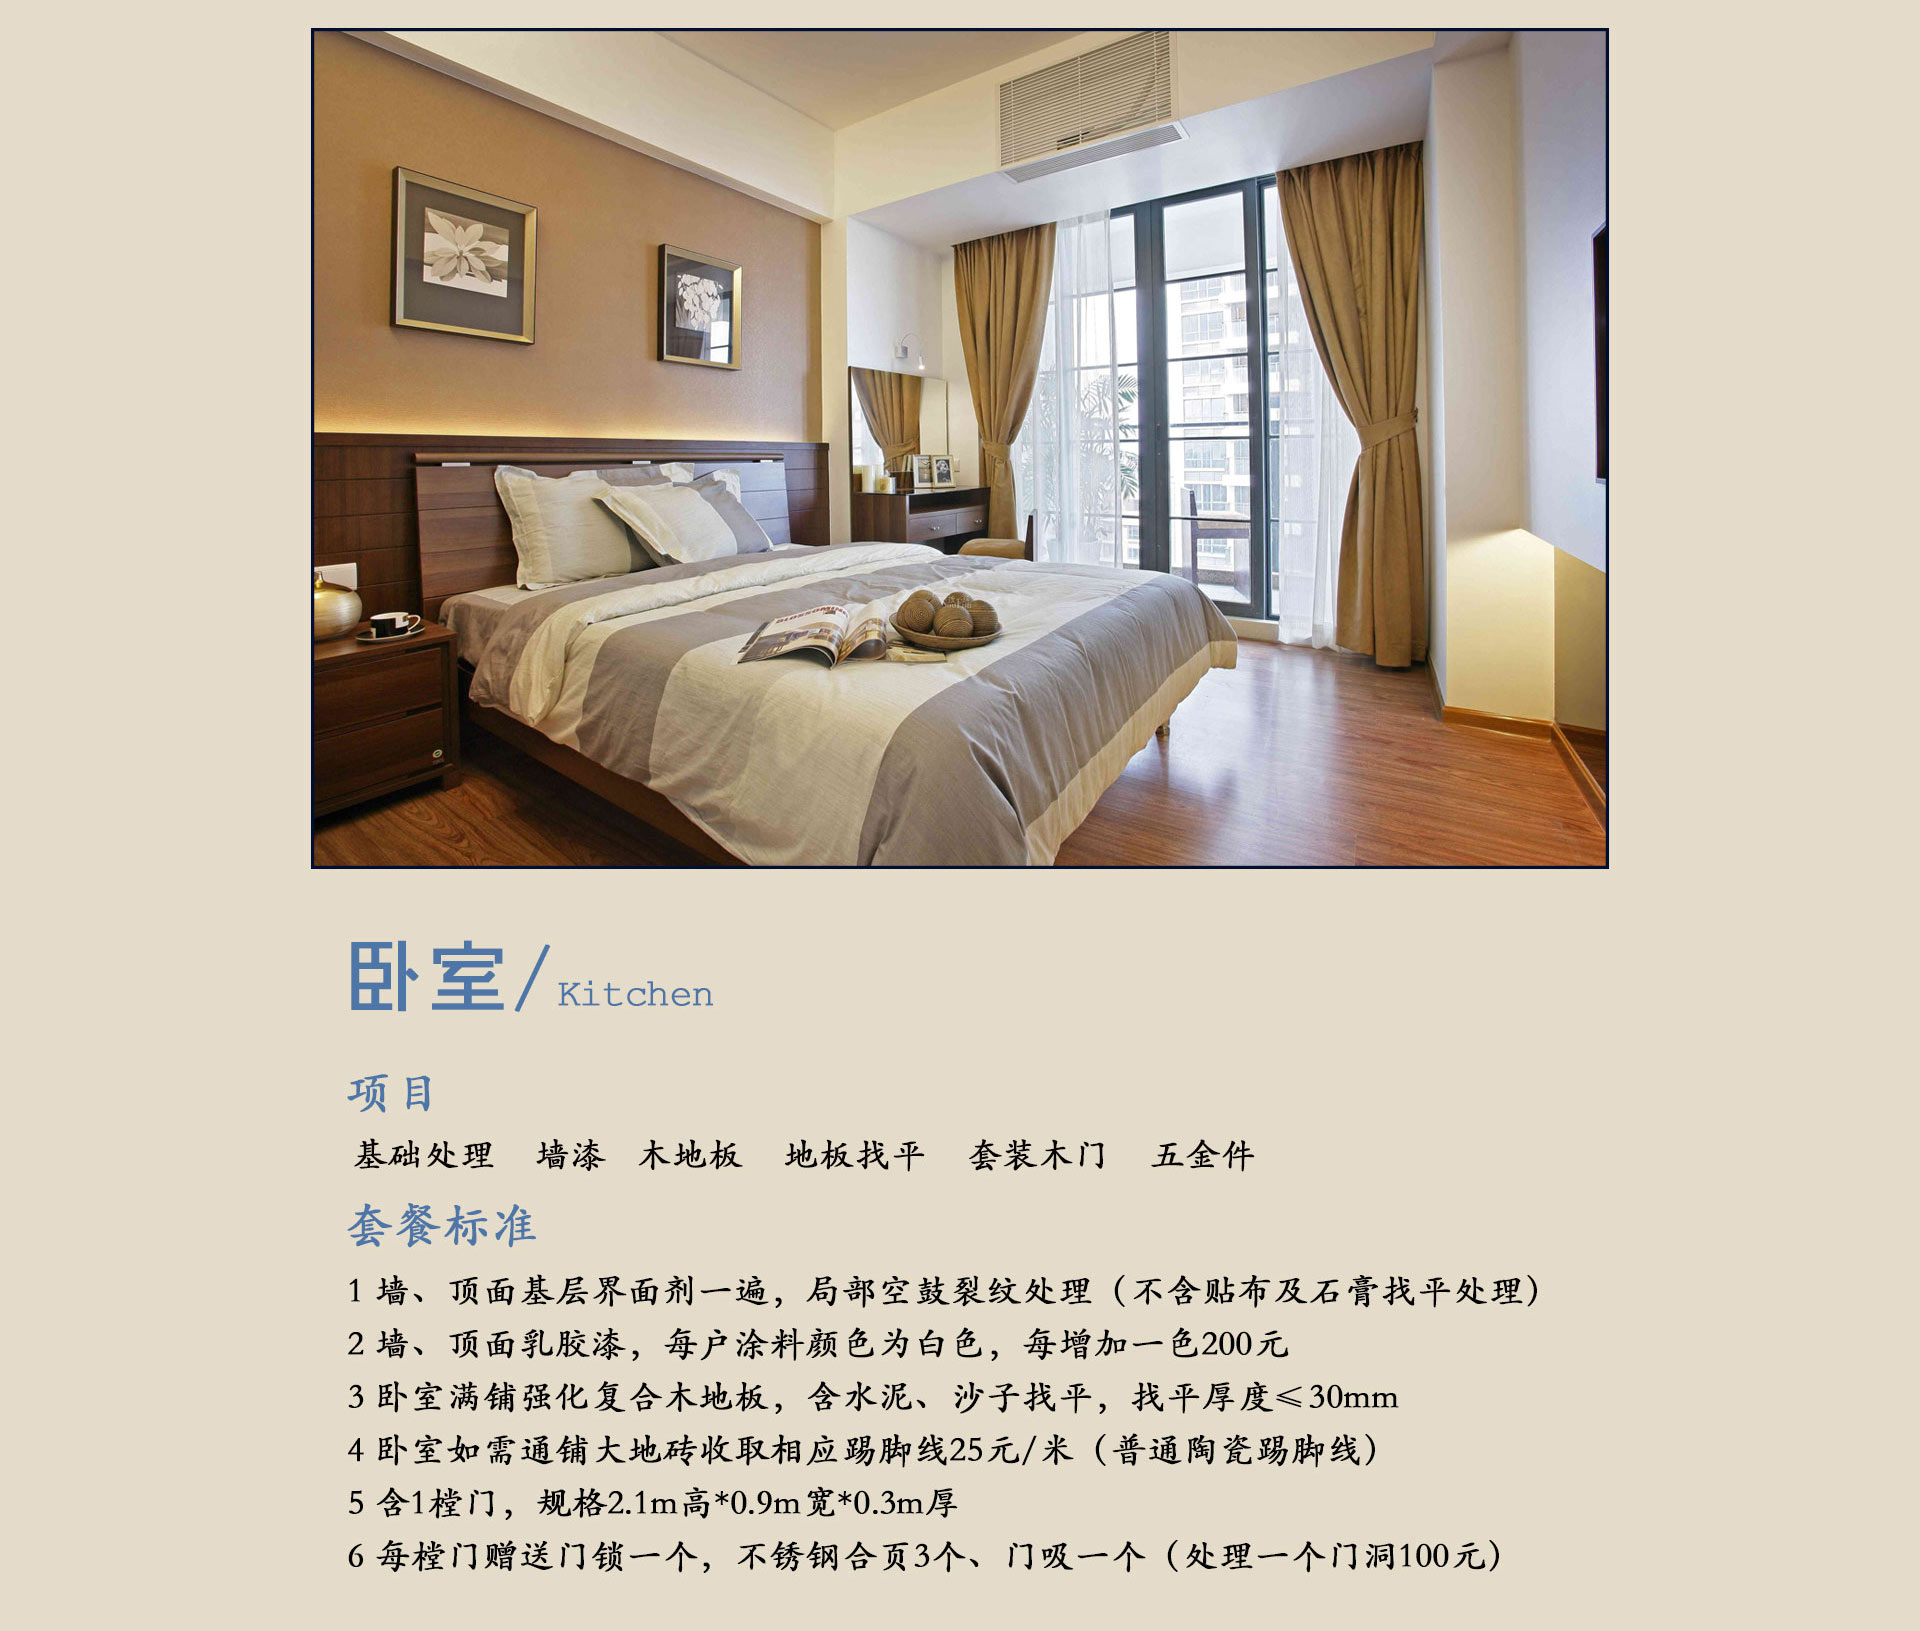 卧室/Kitchen
项目
基础处理 墙漆 木地板 地板找平 套装木门 五金件
套餐标准
1 墙、顶面基层界面剂一遍，局部空鼓裂纹处理（不含贴布及石膏找平处理）
2 墙、顶面乳胶漆，每户涂料颜色为白色，每增加一色200元
3 卧室满铺强化复合木地板，含水泥、沙子找平，找平厚度≤30mm
4 卧室如需通铺大地砖收取相应踢脚线25元/米（普通陶瓷踢脚线）
5 含1樘门，规格2.1m高*0.9m宽*0.3m厚
6 每樘门赠送门锁一个，不锈钢合页3个、门吸一个（处理一个门洞100元）